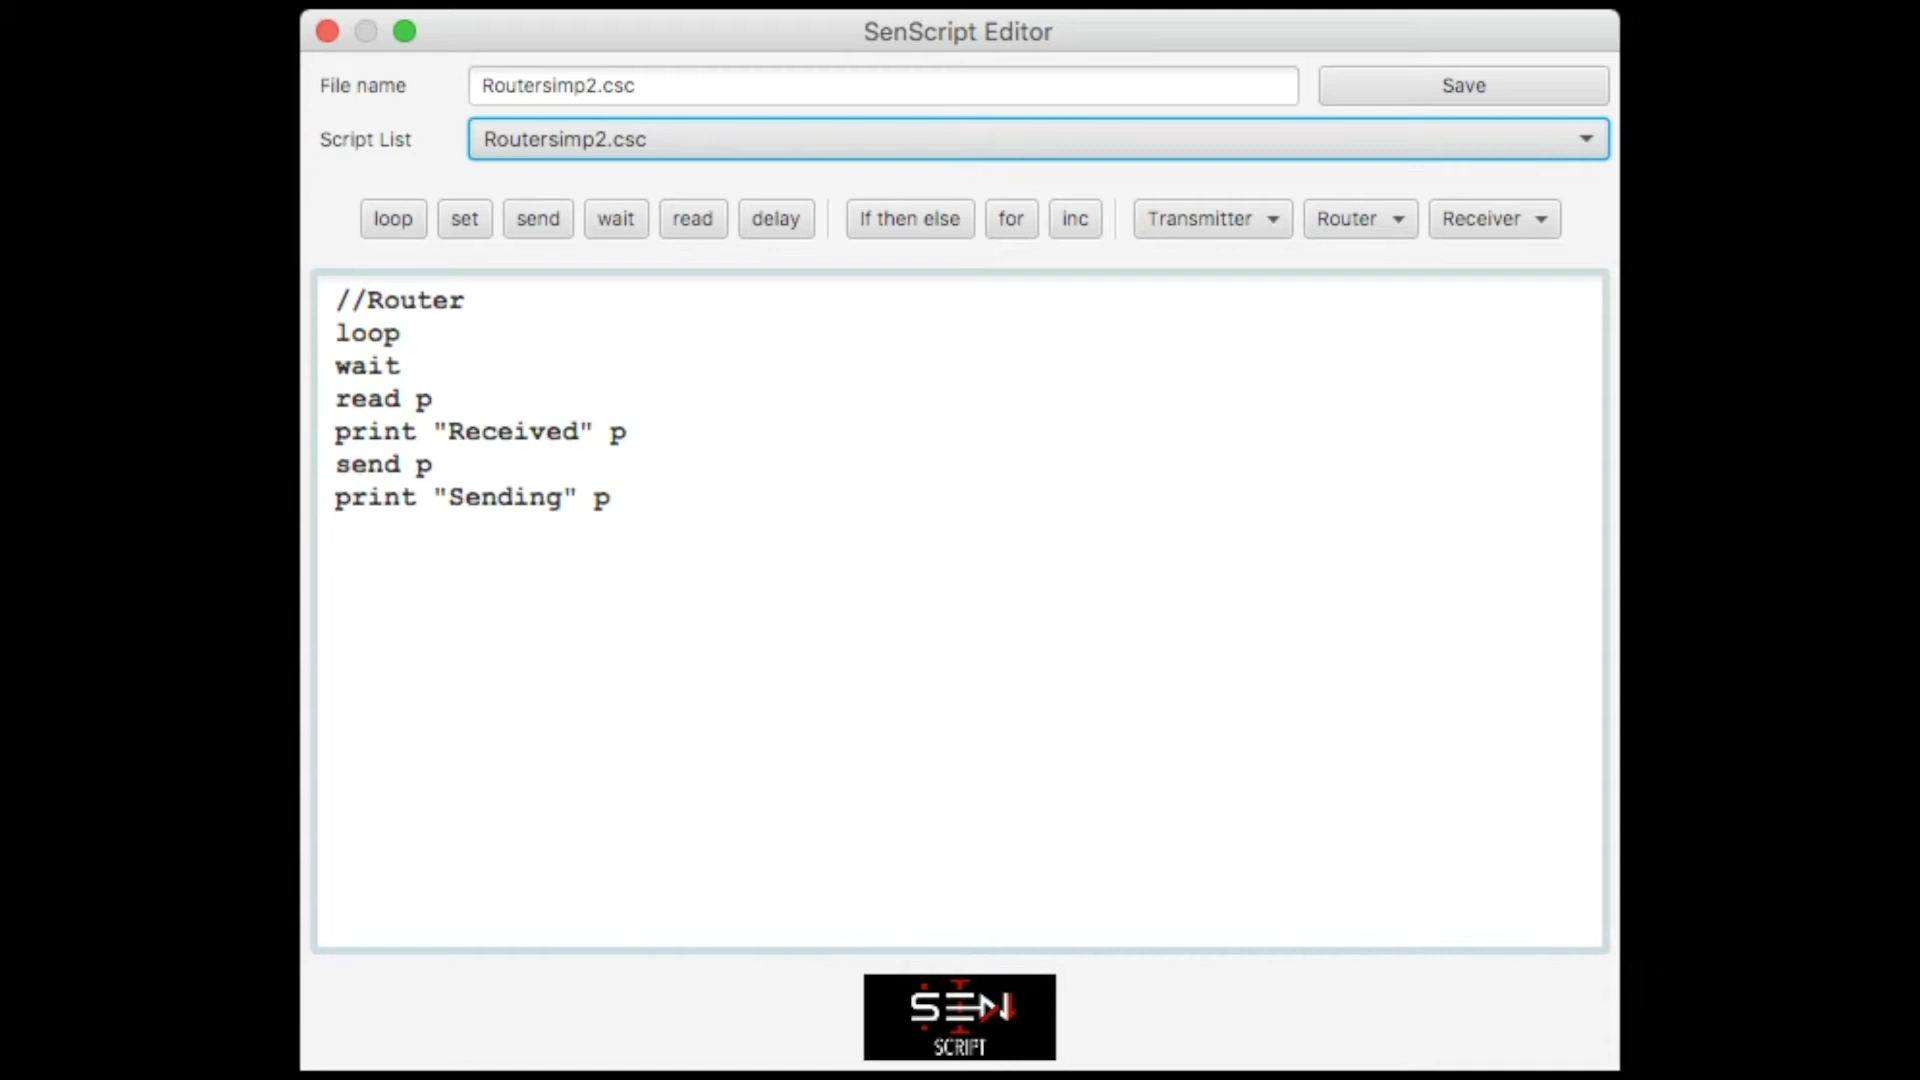 SenScript Editor
File name Routersimp2.csc Save
Script List Routersimp2.csc
loop set send wait read delay If then else for inc Transmitter Router Receiver
//Router
loop
wait
read p
print "Received" p
send p
print "Sending" p
SEN
SCRIPT